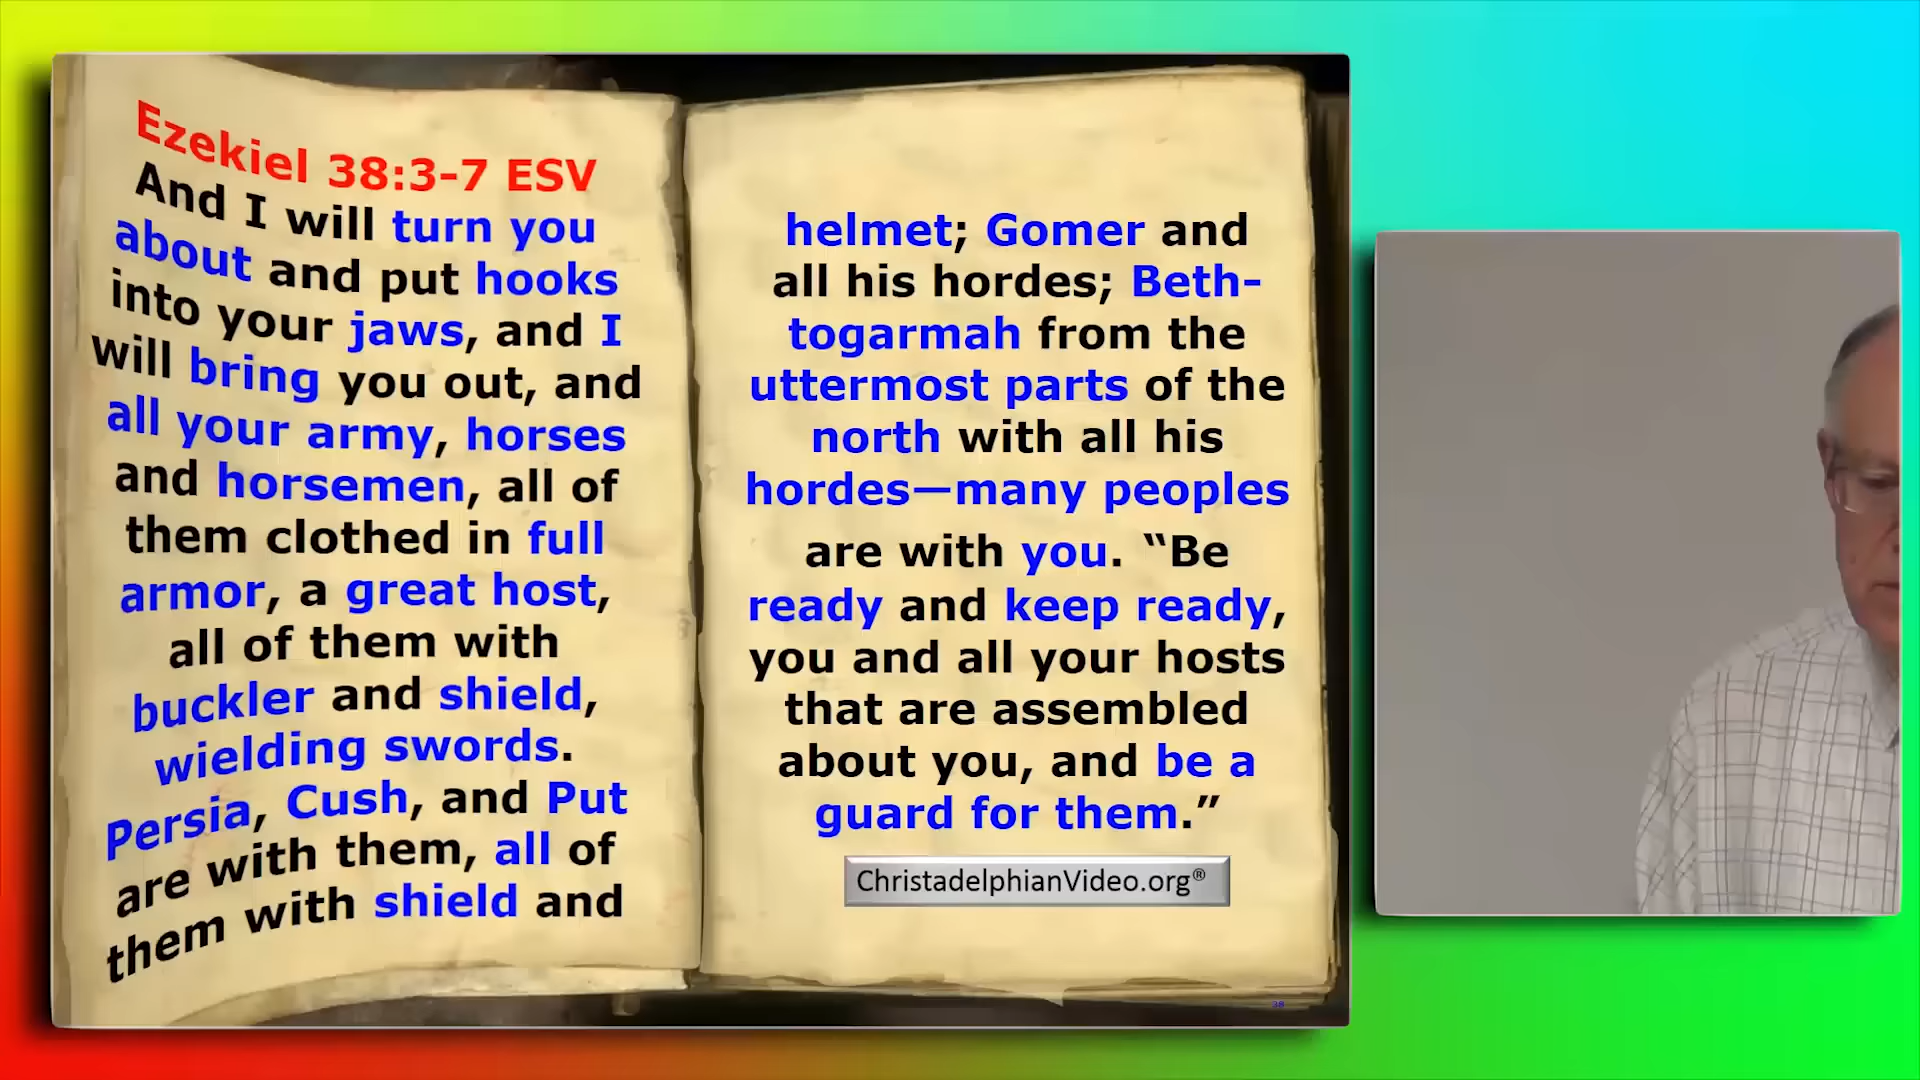 Ezekiel 38:3-7 ESV
And I will turn you
about and put hooks
into your jaws, and I
will bring you out, and
all your army, horses
and horsemen, all of
them clothed in full
armor, a great host,
all of them with
buckler and shield,
wielding swords.
Persia, Cush, and Put
are with them, all of
them with shield and
helmet; Gomer and
all his hordes; Beth-
togarmah from the
uttermost parts of the
north with all his
hordes—many peoples
are with you. “Be
ready and keep ready,
you and all your hosts
that are assembled
about you, and be a
guard for them.”
ChristadelphianVideo.org®
38